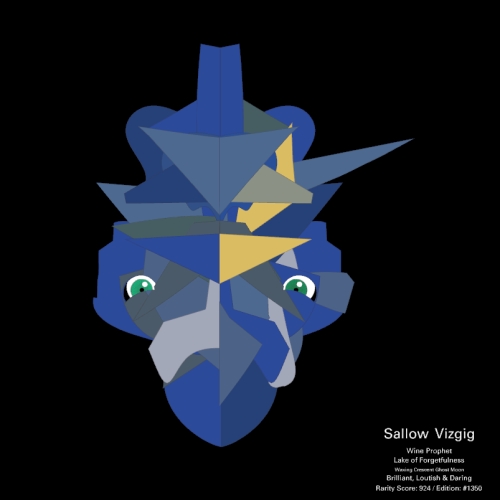 Sallow Vizgig
Wine Prophet
Lake of Forgetfulness
Waxing Crescent Ghost Moon
Brilliant, Loutish & Daring
Rarity Score: 924 / Edition: #1350